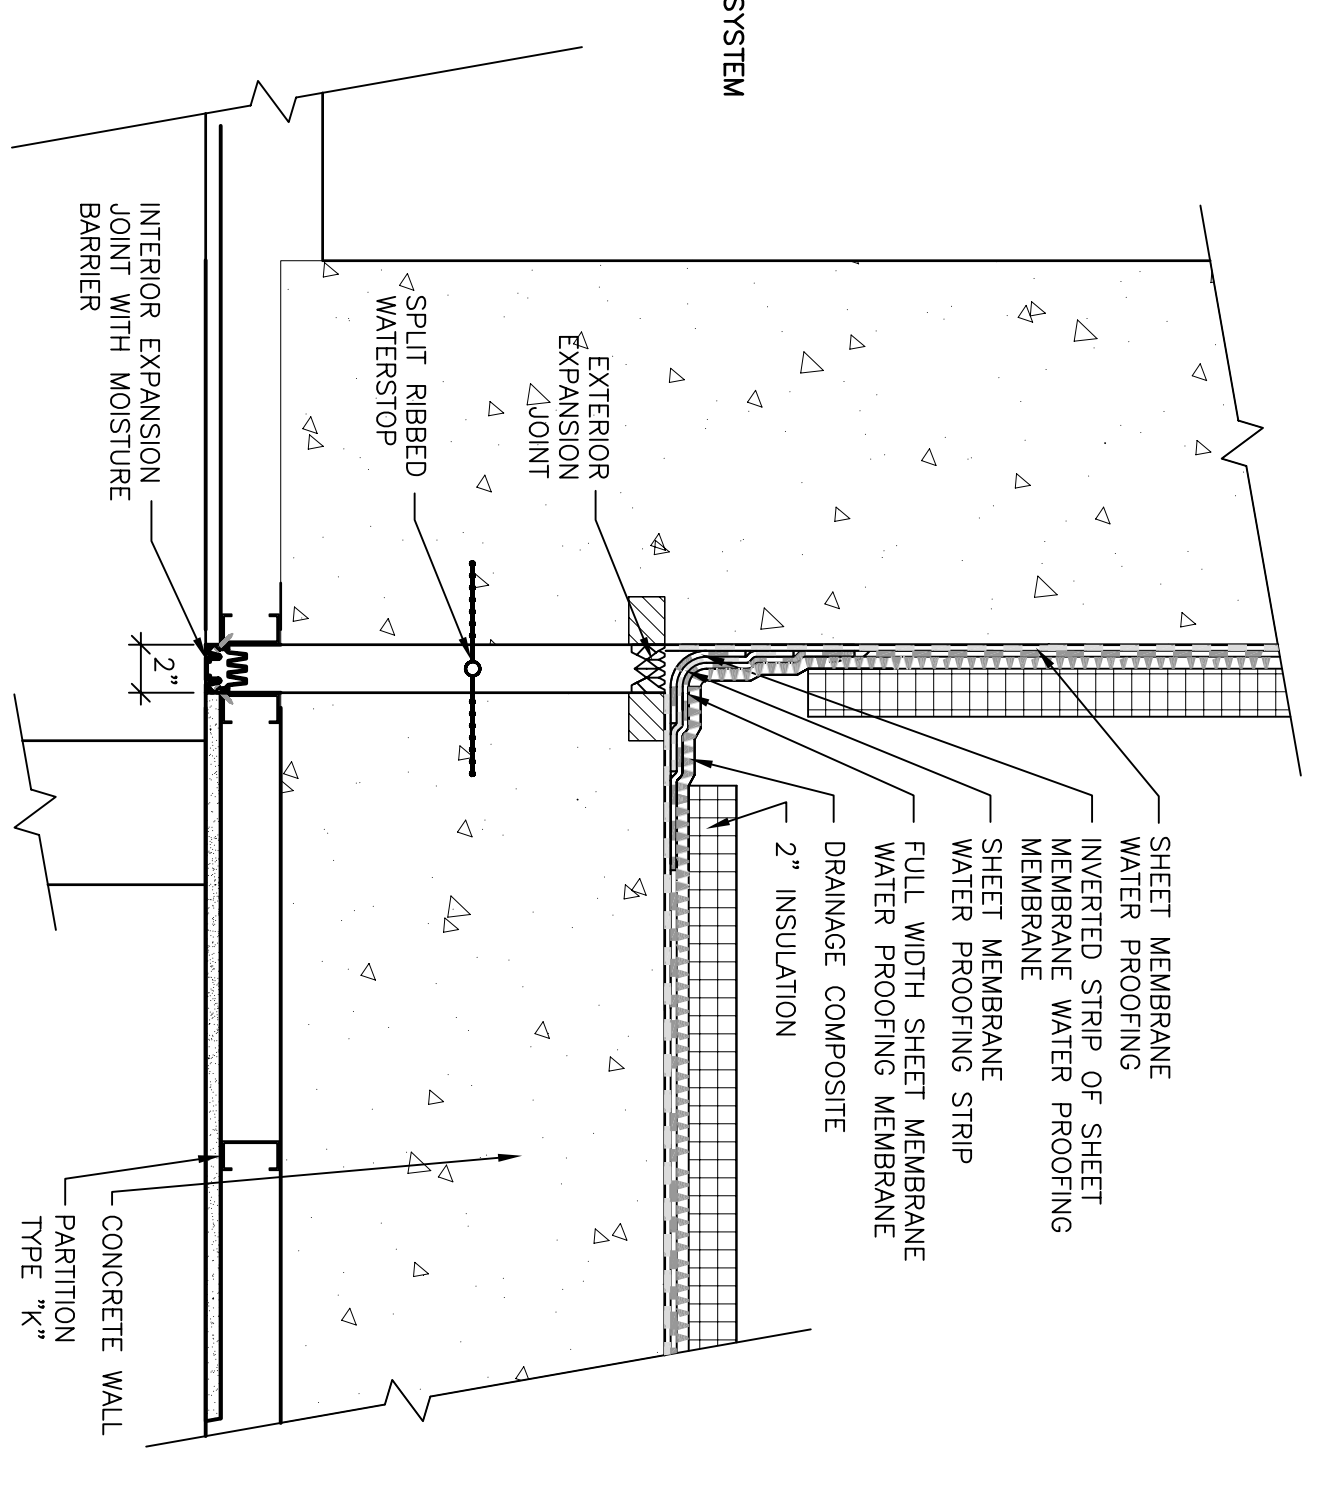 SYSTEM
SHEET MEMBRANE
WATER PROOFING
INVERTED STRIP OF SHEET
MEMBRANE WATER PROOFING
MEMBRANE
SHEET MEMBRANE
WATER PROOFING STRIP
FULL WIDTH SHEET MEMBRANE
WATER PROOFING MEMBRANE
DRAINAGE COMPOSITE
2" INSULATION
EXTERIOR
EXPANSION
JOINT
SPLIT RIBBED
WATERSTOP
INTERIOR EXPANSION
JOINT WITH MOISTURE
BARRIER
2"
CONCRETE WALL
PARTITION
TYPE "K"